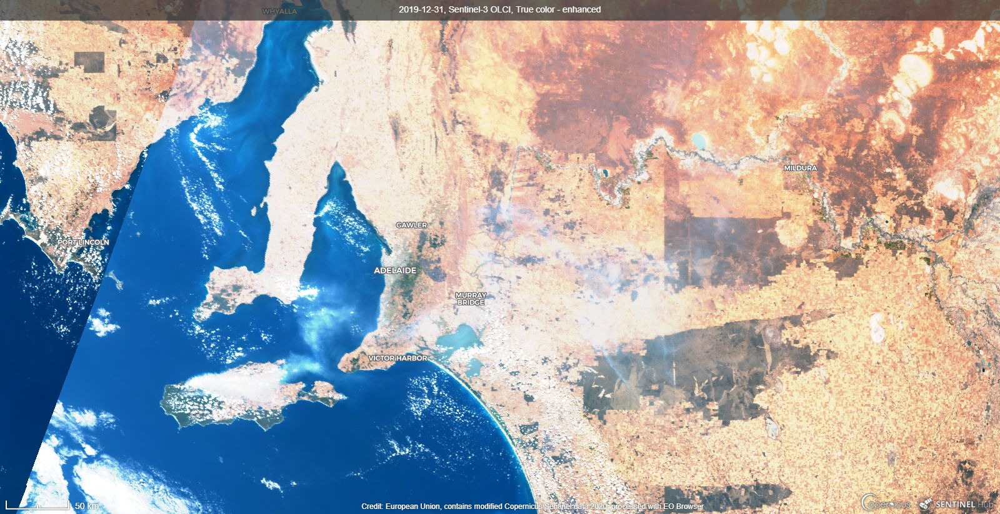 2019-12-31, Sentinel-3 OLCI, True color - enhanced
WHYALLA
MILDURA
GAWLER
PORT LINCOLN
ADELAIDE
MURRAY
BRIDGE
VICTOR HARBOR
50 km
Credit: European Union, contains modified Copernicus Sentinel data 2020, processed with EO Browser
opernicus
SENTINEL Hub